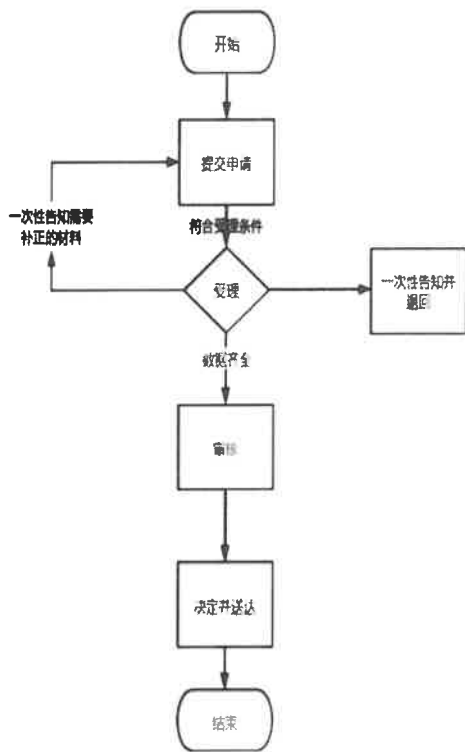 开始
提交申请
一次性告知需要
补正的材料
符合受理条件
受理
一次性告知并
退回
数据齐全
审核
决定并送达
结束